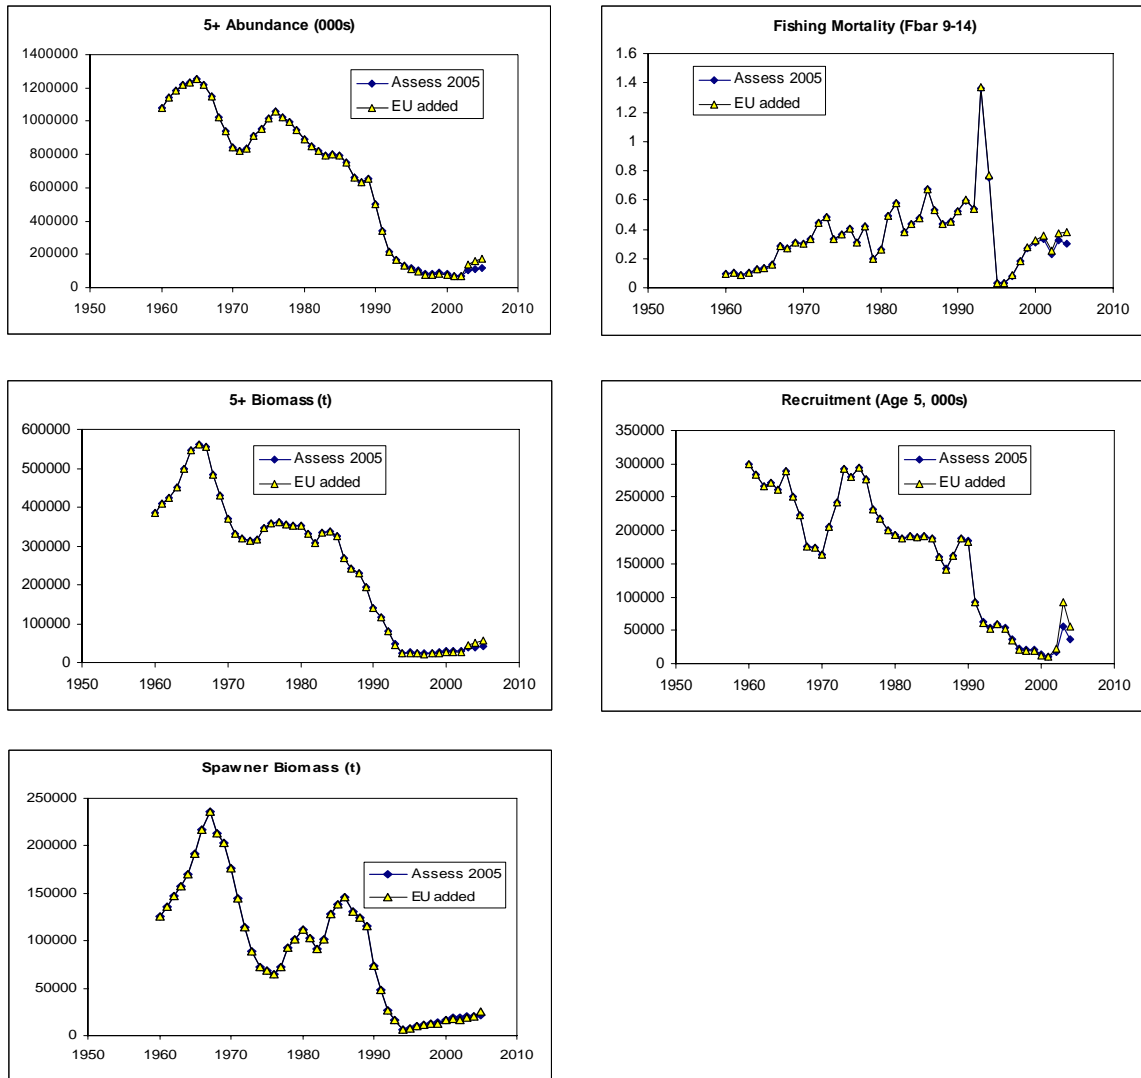 5+ Abundance (000s)
1400000
1200000
1000000
800000
600000
400000
200000
0
1950 1960 1970 1980 1990 2000 2010
Assess 2005
EU added
Fishing Mortality (Fbar 9-14)
1.6
1.4
1.2
1
0.8
0.6
0.4
0.2
0
1950 1960 1970 1980 1990 2000 2010
Assess 2005
EU added
5+ Biomass (t)
600000
500000
400000
300000
200000
100000
0
1950 1960 1970 1980 1990 2000 2010
Assess 2005
EU added
Recruitment (Age 5, 000s)
350000
300000
250000
200000
150000
100000
50000
0
1950 1960 1970 1980 1990 2000 2010
Assess 2005
EU added
Spawner Biomass (t)
250000
200000
150000
100000
50000
0
1950 1960 1970 1980 1990 2000 2010
Assess 2005
EU added